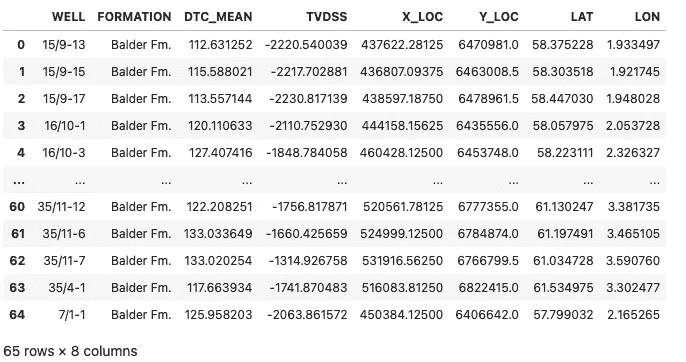 WELL FORMATION DTC_MEAN TVDSS X_LOC Y_LOC LAT LON
0 15/9-13 Balder Fm. 112.631252 -2220.540039 437622.28125 6470981.0 58.375228 1.933497
1 15/9-15 Balder Fm. 115.588021 -2217.702881 436807.09375 6463008.5 58.303518 1.921745
2 15/9-17 Balder Fm. 113.557144 -2230.817139 438597.18750 6478961.5 58.447030 1.948028
3 16/10-1 Balder Fm. 120.110633 -2110.752930 444158.15625 6435556.0 58.057975 2.053728
4 16/10-3 Balder Fm. 127.407416 -1848.784058 460428.12500 6453748.0 58.223111 2.326327
... ... ... ... ... ... ... ... ...
60 35/11-12 Balder Fm. 122.208251 -1756.817871 520561.78125 6777355.0 61.130247 3.381735
61 35/11-6 Balder Fm. 133.033649 -1660.425659 524999.12500 6784874.0 61.197491 3.465105
62 35/11-7 Balder Fm. 133.020254 -1314.926758 531916.56250 6766799.5 61.034728 3.590760
63 35/4-1 Balder Fm. 117.663934 -1741.870483 516083.81250 6822415.0 61.534975 3.302477
64 7/1-1 Balder Fm. 125.958203 -2063.861572 450384.12500 6406642.0 57.799032 2.165265
65 rows × 8 columns